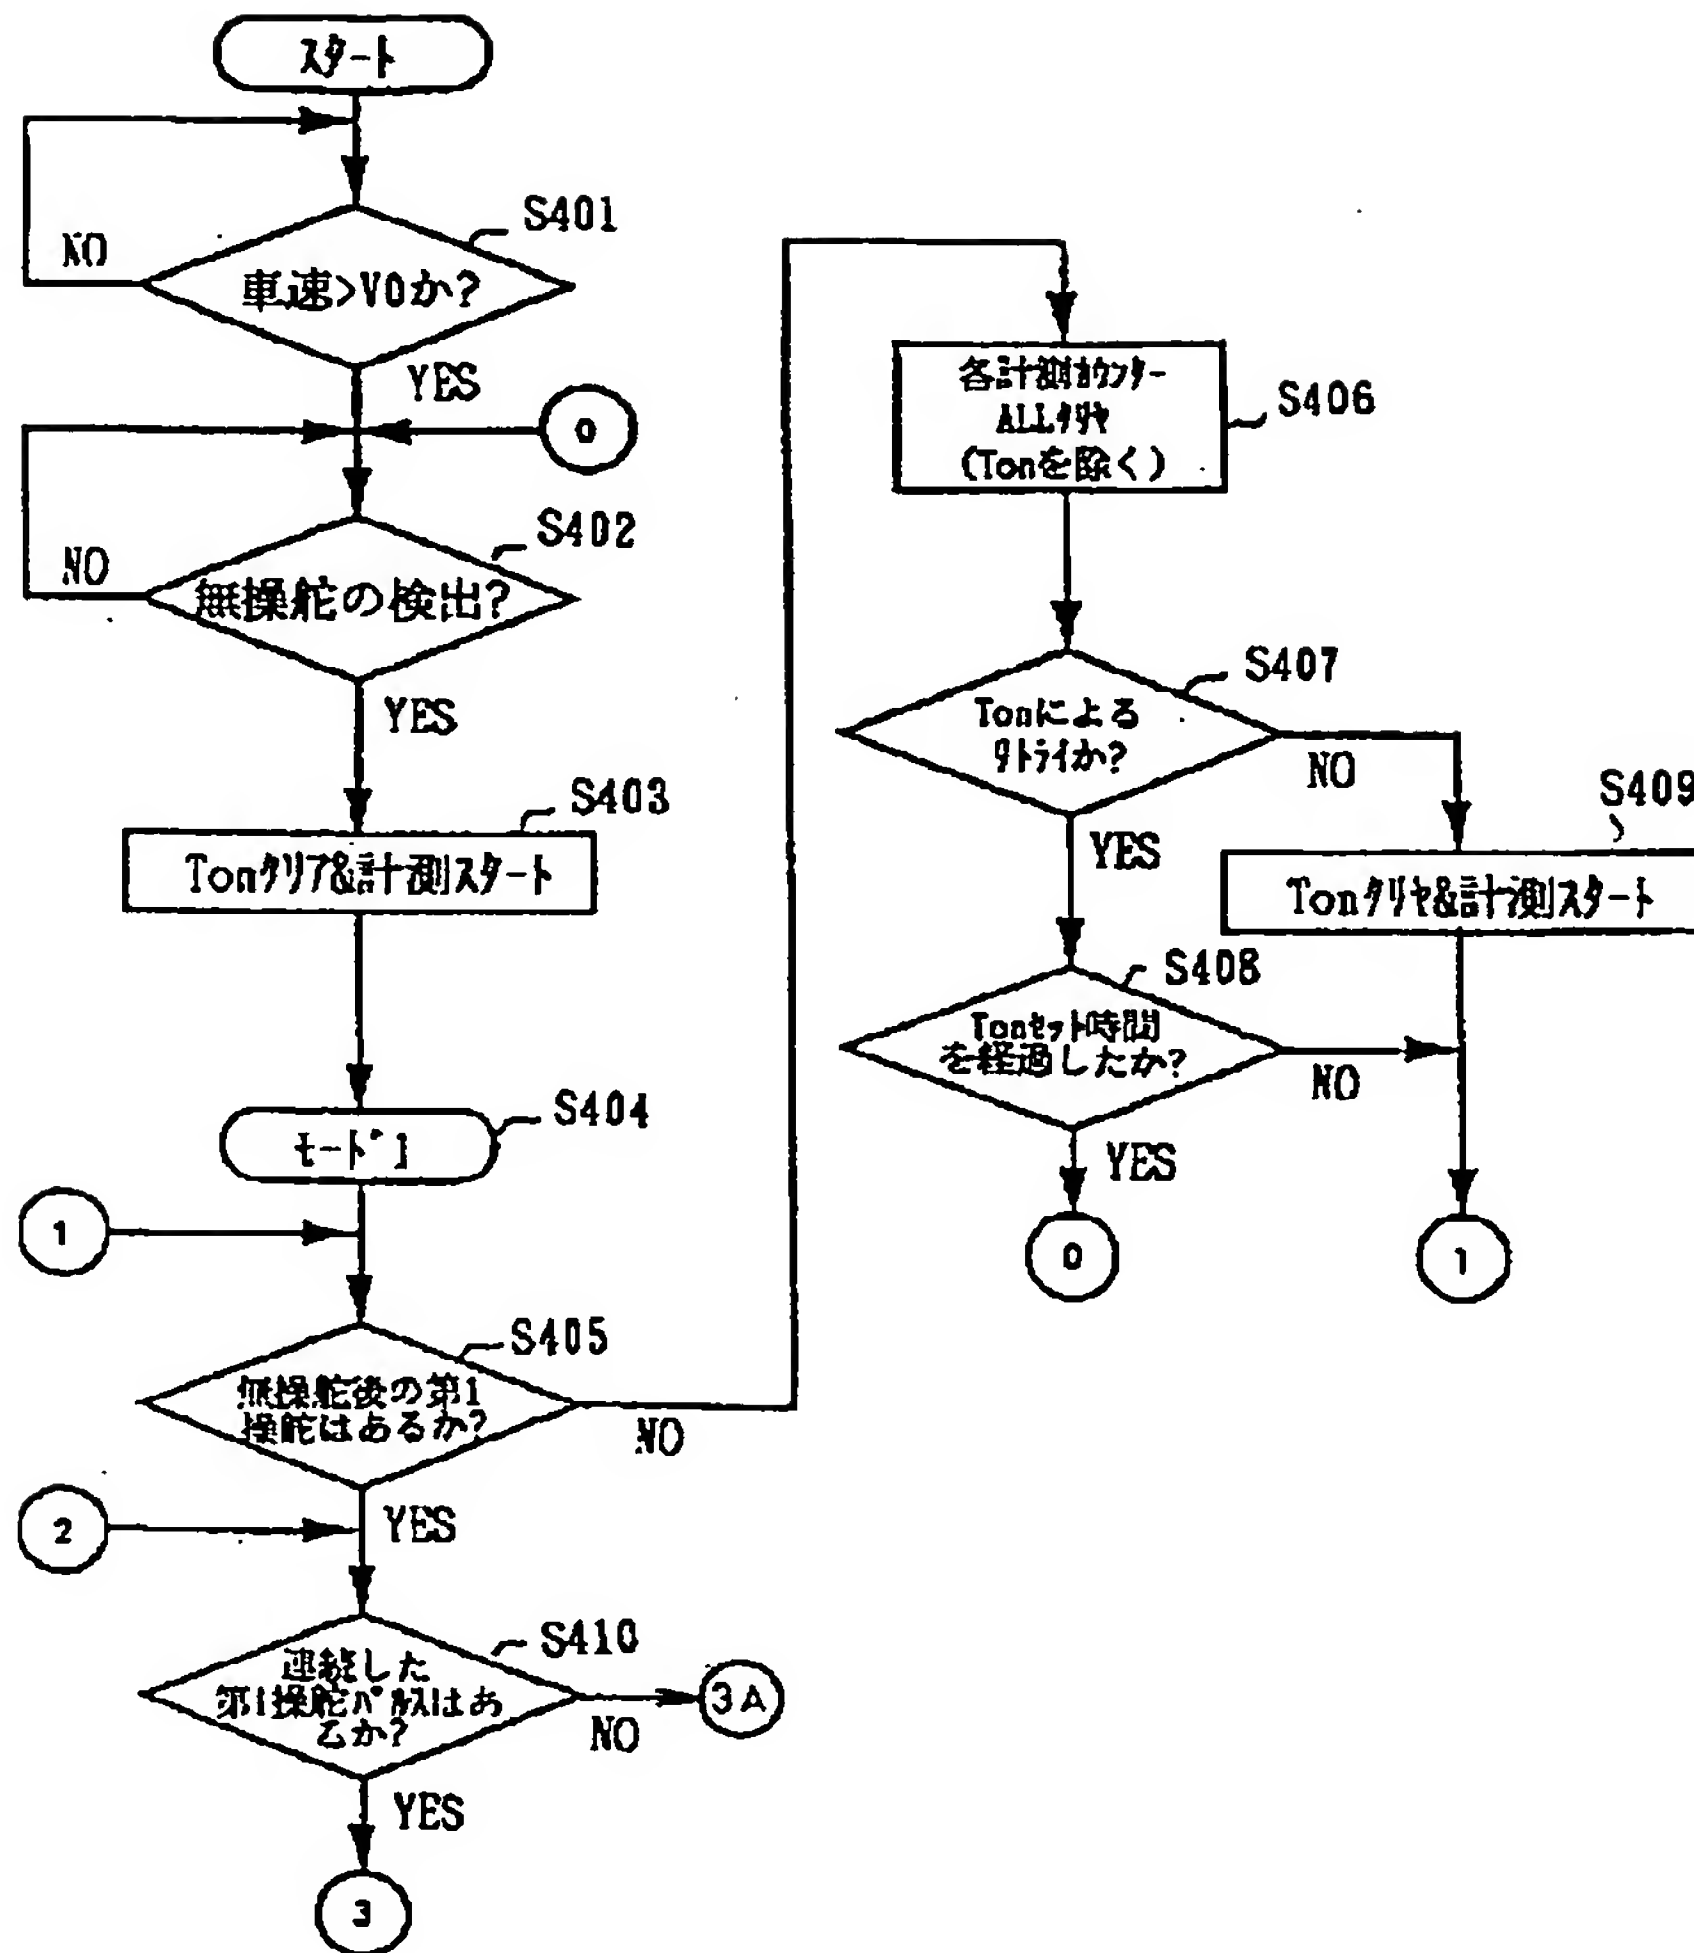 スタート
S401
NO
車速>V0か?
YES
0
S402
NO
無操舵の検出?
YES
S403
Tonクリア&計測スタート
S404
モード1
1
S405
無操舵後の第1
操舵はあるか?
NO
2
YES
S410
連続した
第1操舵パルスはあ
るか?
NO
3A
YES
3
各計測カウンター
ALLクリヤ
(Tonを除く)
S406
S407
Tonによる
リトライか?
NO
YES
S409
Tonクリヤ&計測スタート
S408
Tonセット時間
を経過したか?
NO
YES
0
1